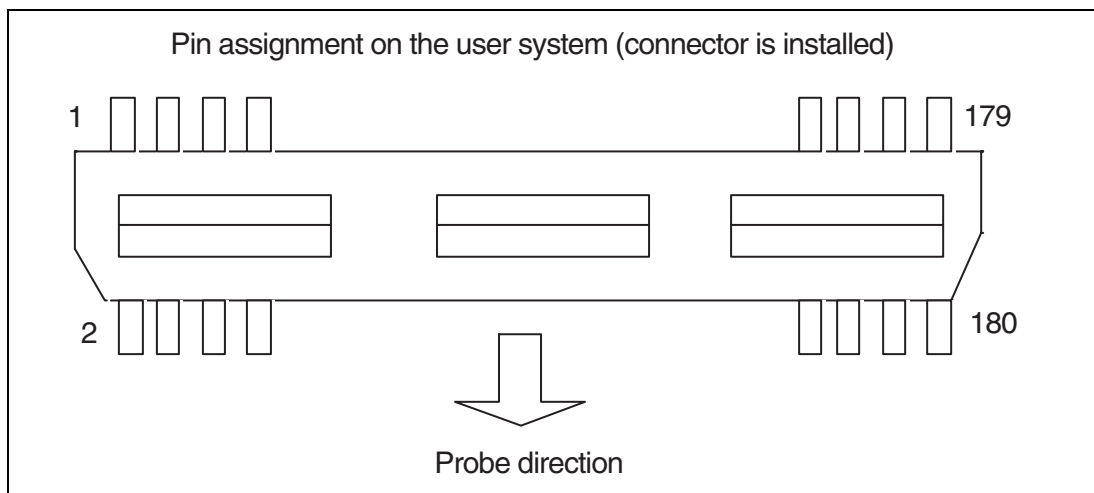 Pin assignment on the user system (connector is installed)
1
179
2
180
Probe direction